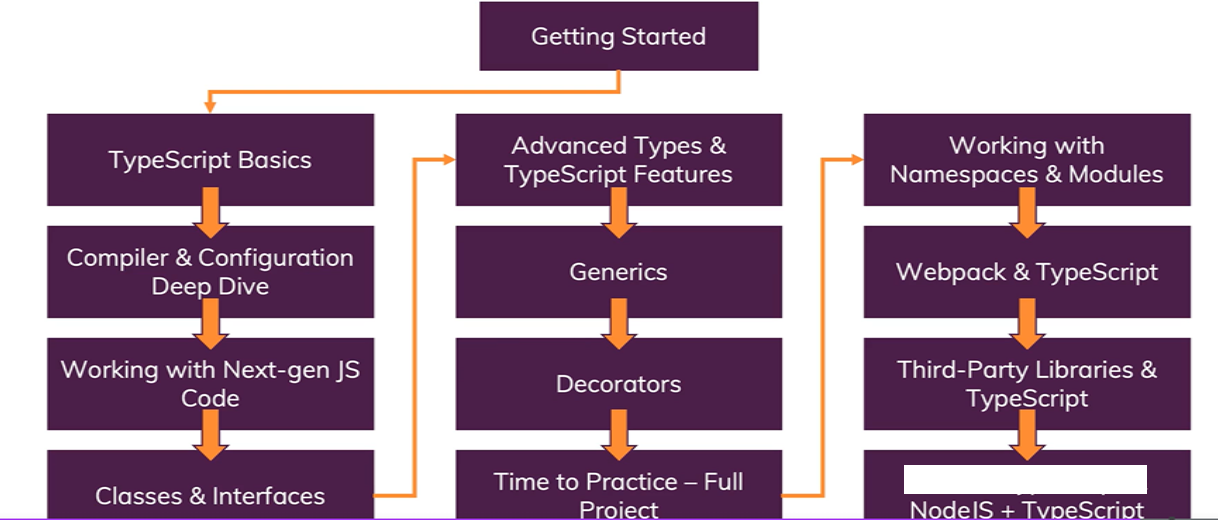 Getting Started
TypeScript Basics
Compiler & Configuration
Deep Dive
Working with Next-gen JS
Code
Classes & Interfaces
Advanced Types &
TypeScript Features
Generics
Decorators
Time to Practice – Full
Project
Working with
Namespaces & Modules
Webpack & TypeScript
Third-Party Libraries &
TypeScript
NodeJS + TypeScript